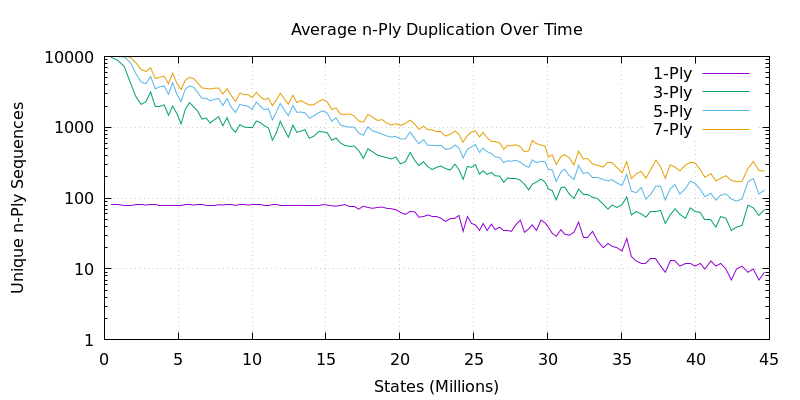 Average n-Ply Duplication Over Time
Unique n-Ply Sequences
10000
1000
100
10
1
1-Ply
3-Ply
5-Ply
7-Ply
0 5 10 15 20 25 30 35 40 45
States (Millions)